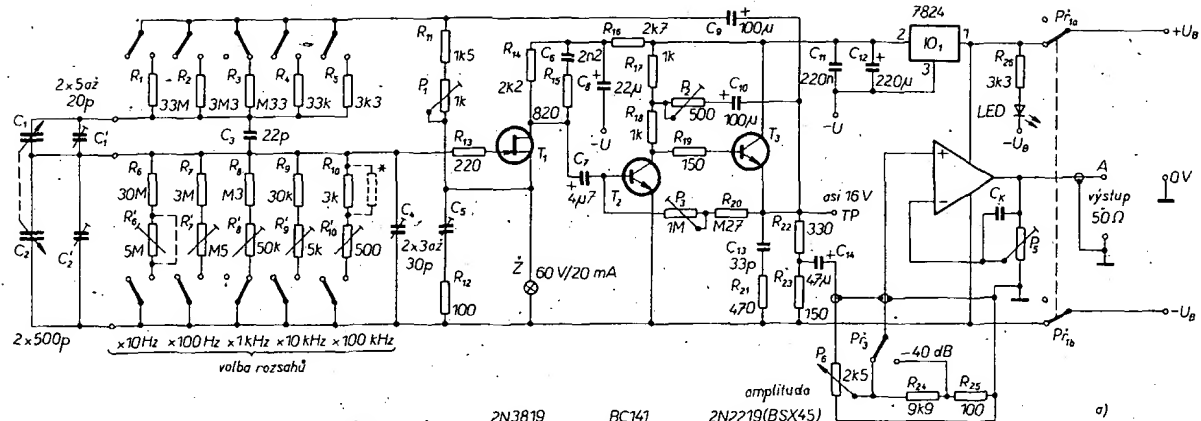 7824
R11
1k5
R14
2k2
C6
2n2
R16
2k7
C9
100µ
R17
1k
C11
220n
C12
220µ
2
IO1
1
3
-U
R26
3k3
LED
-UB
Př1a
+UB
2×5až
20p
C1
C1'
R1
33M
R2
3M3
R3
M33
R4
33k
R5
3k3
P1
1k
R15
820
C8
22µ
-U
P2
500
C10
100µ
R18
1k
C3
22p
R13
220
T1
C7
4µ7
T2
R19
150
T3
R6
30M
R7
3M
R8
M3
R9
30k
R10
3k
*
R6'
5M
R7'
M5
R8'
50k
R9'
5k
R10'
500
C2
C2'
C4
2×3až
30p
C5
R12
100
Ž
60V/20mA
P3
1M
R20
M27
asi 16V
TP
R22
330
C13
33p
C14
47µ
R21
470
R23
150
CK
P5
A
výstup
50Ω
0V
2×500p
×10Hz ×100Hz ×1kHz ×10kHz ×100kHz
volba rozsahů
Př3
-40 dB
P6
2k5
R24
9k9
R25
100
amplituda
Př1b
-UB
2N3819 BC141 2N2219(BSX45) a)